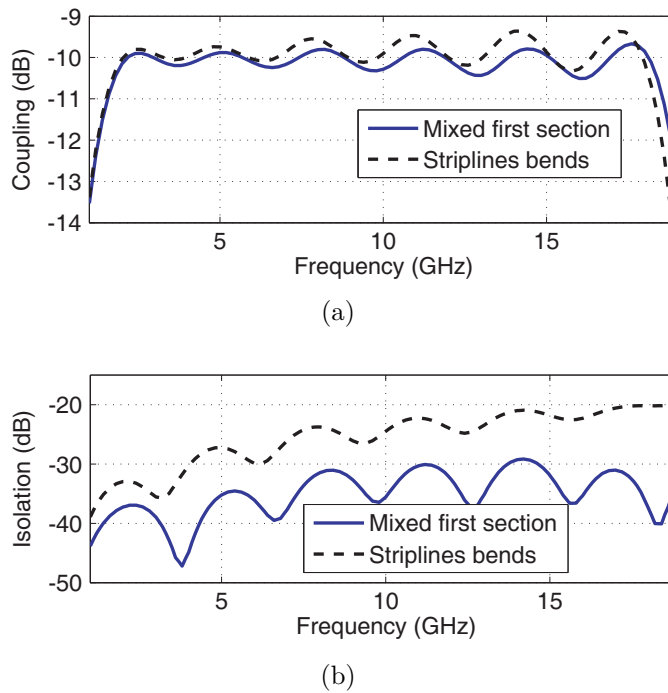 -9
-10
-11
-12
-13
-14
Coupling (dB)
Mixed first section
Striplines bends
5
10
15
Frequency (GHz)
(a)
-20
-30
-40
-50
Isolation (dB)
Mixed first section
Striplines bends
5
10
15
Frequency (GHz)
(b)